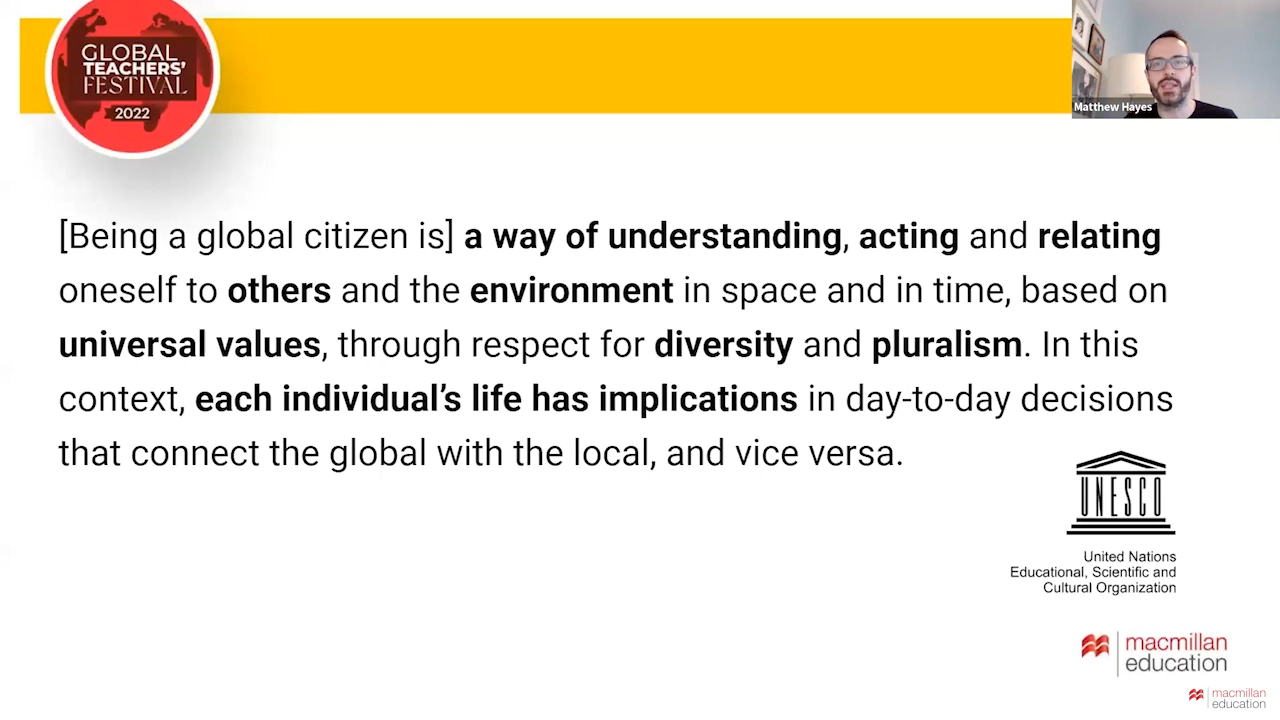 GLOBAL
TEACHERS'
FESTIVAL
2022
Matthew Hayes
[Being a global citizen is] a way of understanding, acting and relating
oneself to others and the environment in space and in time, based on
universal values, through respect for diversity and pluralism. In this
context, each individual’s life has implications in day-to-day decisions
that connect the global with the local, and vice versa.
UNESCO
United Nations
Educational, Scientific and
Cultural Organization
macmillan
education
macmillan
education